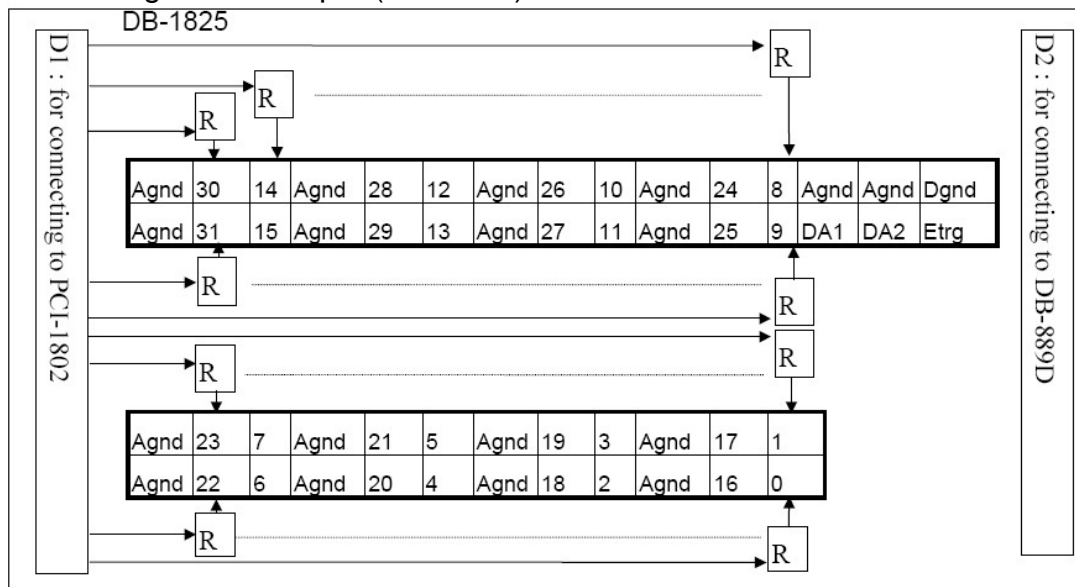 DB-1825
D1 : for connecting to PCI-1802
D2 : for connecting to DB-889D
R
R
R
Agnd 30 14 Agnd 28 12 Agnd 26 10 Agnd 24 8 Agnd Agnd Dgnd
Agnd 31 15 Agnd 29 13 Agnd 27 11 Agnd 25 9 DA1 DA2 Etrg
R
R
R
R
Agnd 23 7 Agnd 21 5 Agnd 19 3 Agnd 17 1
Agnd 22 6 Agnd 20 4 Agnd 18 2 Agnd 16 0
R
R